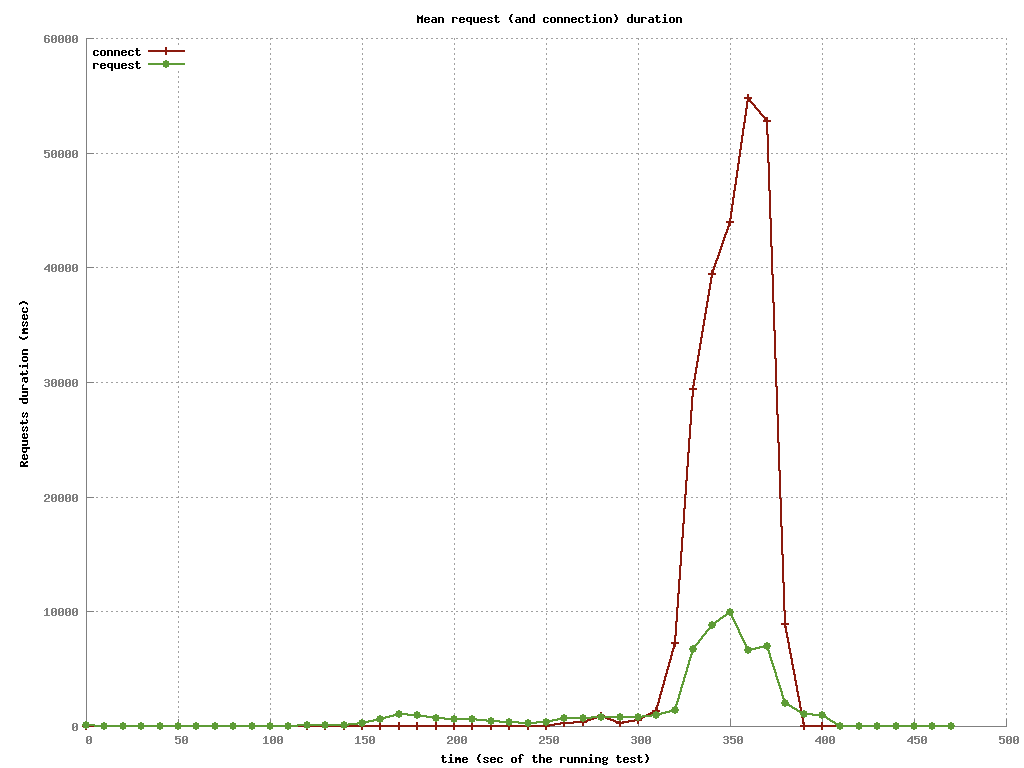 Mean request (and connection) duration
60000
connect
request
50000
40000
30000
20000
10000
0
Requests duration (msec)
0 50 100 150 200 250 300 350 400 450 500
time (sec of the running test)